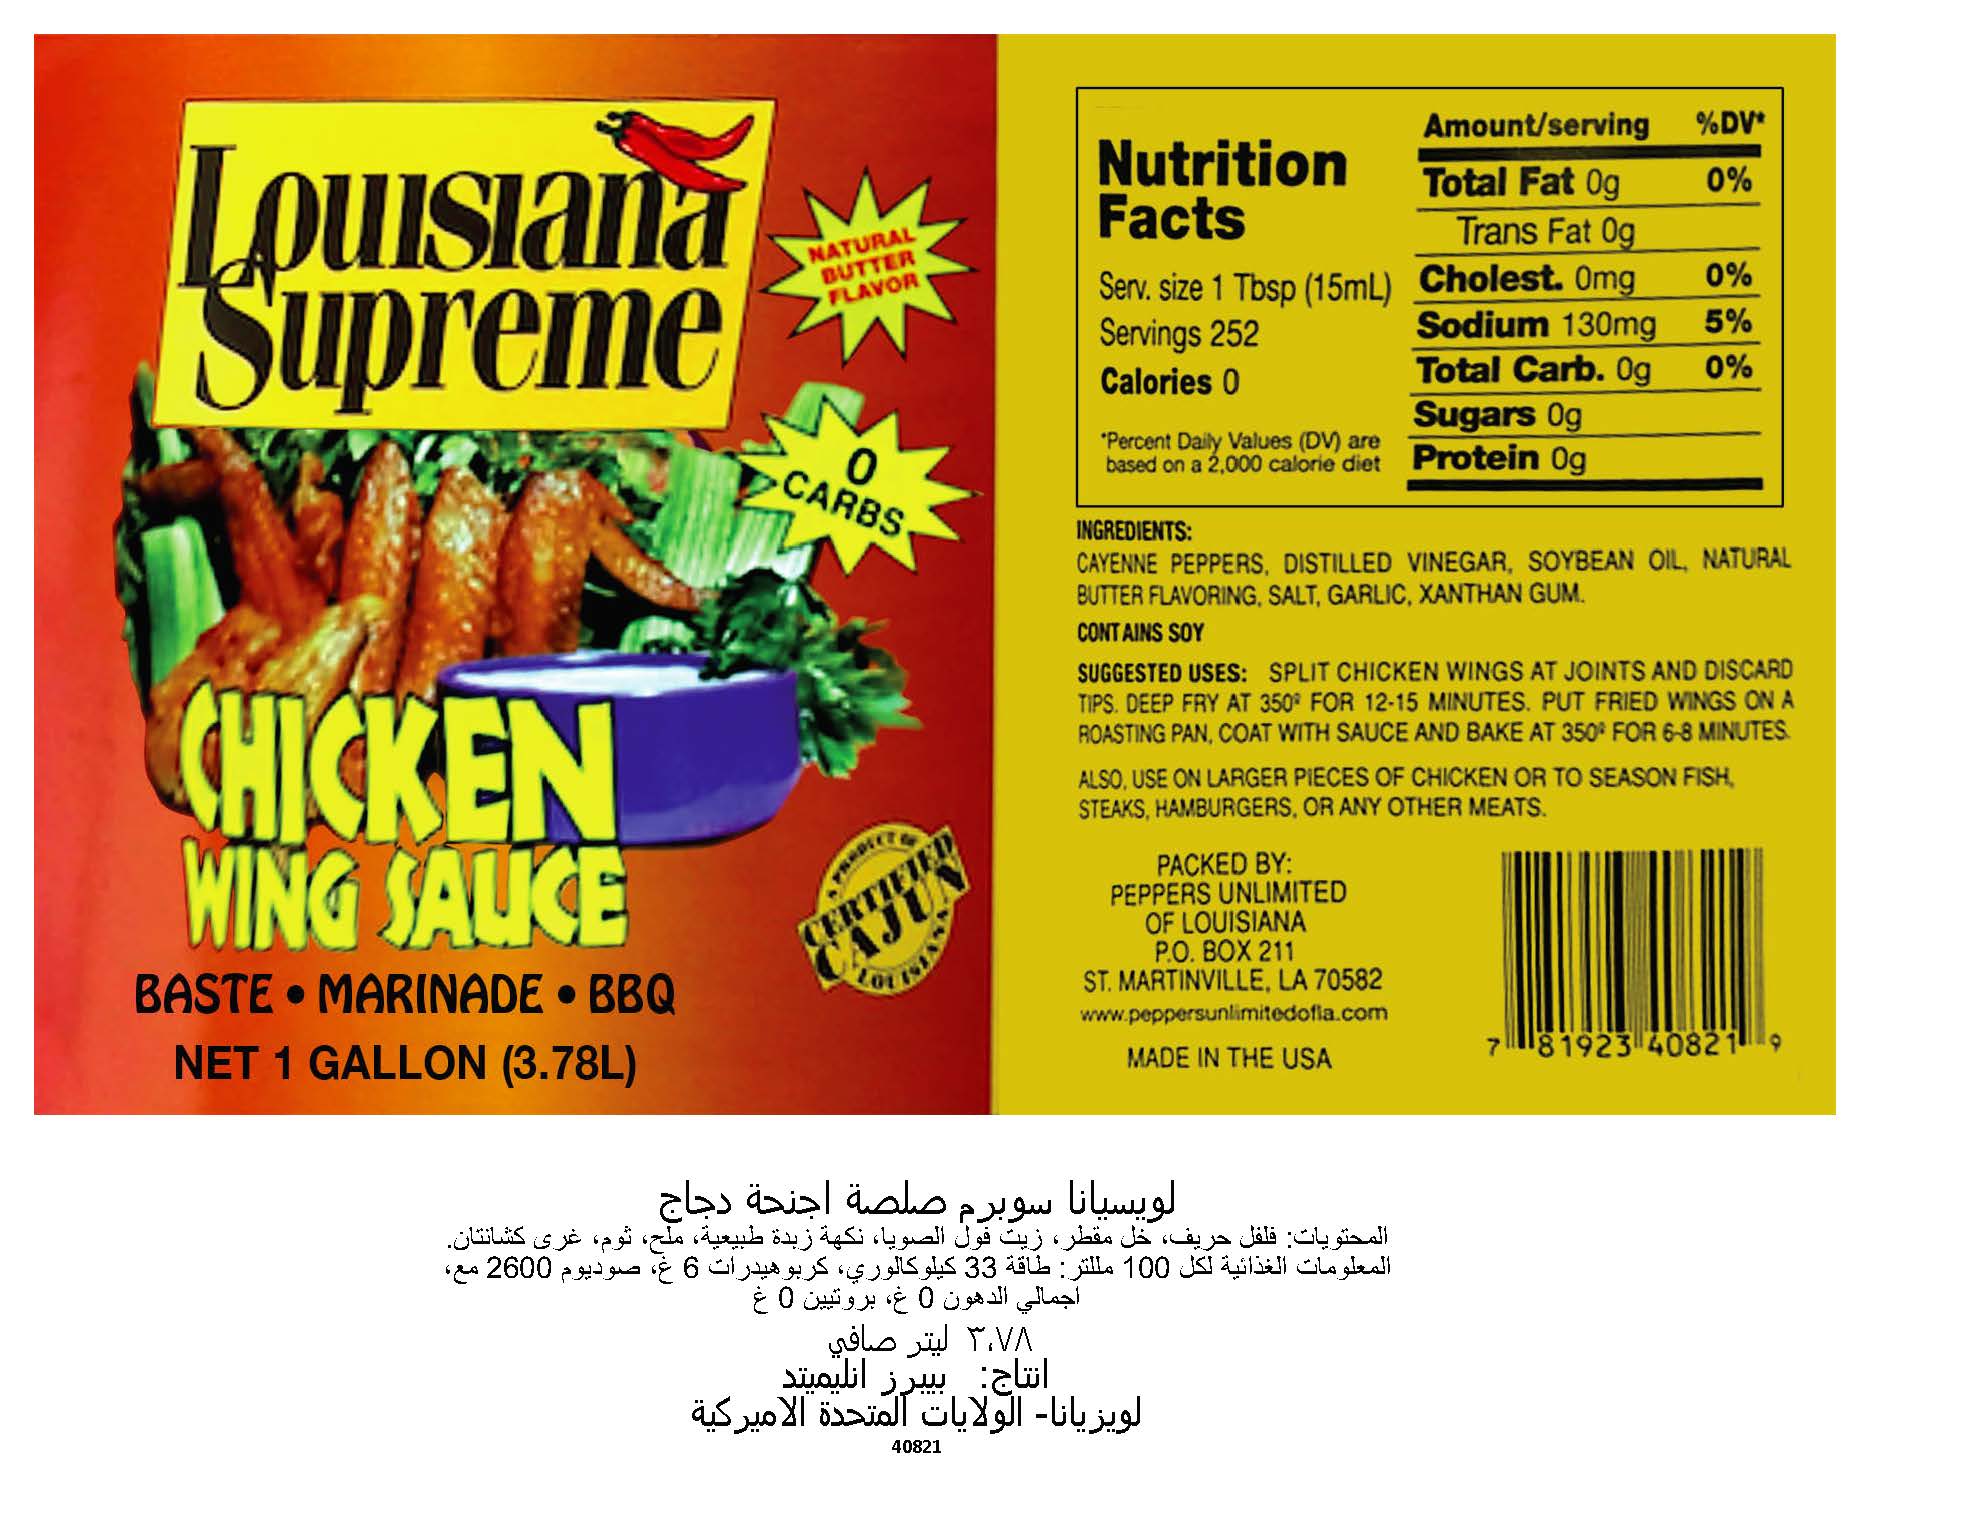 Louisiana
Supreme
NATURAL
BUTTER
FLAVOR
0
CARBS
CHICKEN
WING SAUCE
A PRODUCT OF
CERTIFIED
CAJUN
LOUISIANA
BASTE • MARINADE • BBQ
NET 1 GALLON (3.78L)
Nutrition
Facts
Serv. size 1 Tbsp (15mL)
Servings 252
Calories 0
*Percent Daily Values (DV) are
based on a 2,000 calorie diet
Amount/serving %DV*
Total Fat 0g 0%
Trans Fat 0g
Cholest. 0mg 0%
Sodium 130mg 5%
Total Carb. 0g 0%
Sugars 0g
Protein 0g
INGREDIENTS:
CAYENNE PEPPERS, DISTILLED VINEGAR, SOYBEAN OIL, NATURAL
BUTTER FLAVORING, SALT, GARLIC, XANTHAN GUM.
CONTAINS SOY
SUGGESTED USES: SPLIT CHICKEN WINGS AT JOINTS AND DISCARD
TIPS. DEEP FRY AT 350º FOR 12-15 MINUTES. PUT FRIED WINGS ON A
ROASTING PAN, COAT WITH SAUCE AND BAKE AT 350º FOR 6-8 MINUTES.
ALSO, USE ON LARGER PIECES OF CHICKEN OR TO SEASON FISH,
STEAKS, HAMBURGERS, OR ANY OTHER MEATS.
PACKED BY:
PEPPERS UNLIMITED
OF LOUISIANA
P.O. BOX 211
ST. MARTINVILLE, LA 70582
www.peppersunlimitedofla.com
MADE IN THE USA
7 81923 40821 9
لويسيانا سوبرم صلصة اجنحة دجاج
المحتويات: فلفل حريف، خل مقطر، زيت فول الصويا، نكهة زبدة طبيعية، ملح، ثوم، غرى كشانتان.
المعلومات الغذائية لكل 100 مللتر: طاقة 33 كيلوكالوري، كربوهيدرات 6 غ، صوديوم 2600 مع،
اجمالي الدهون 0 غ، بروتيين 0 غ
٣،٧٨ ليتر صافي
انتاج: بيبرز انليميتد
لويزيانا- الولايات المتحدة الاميركية
40821